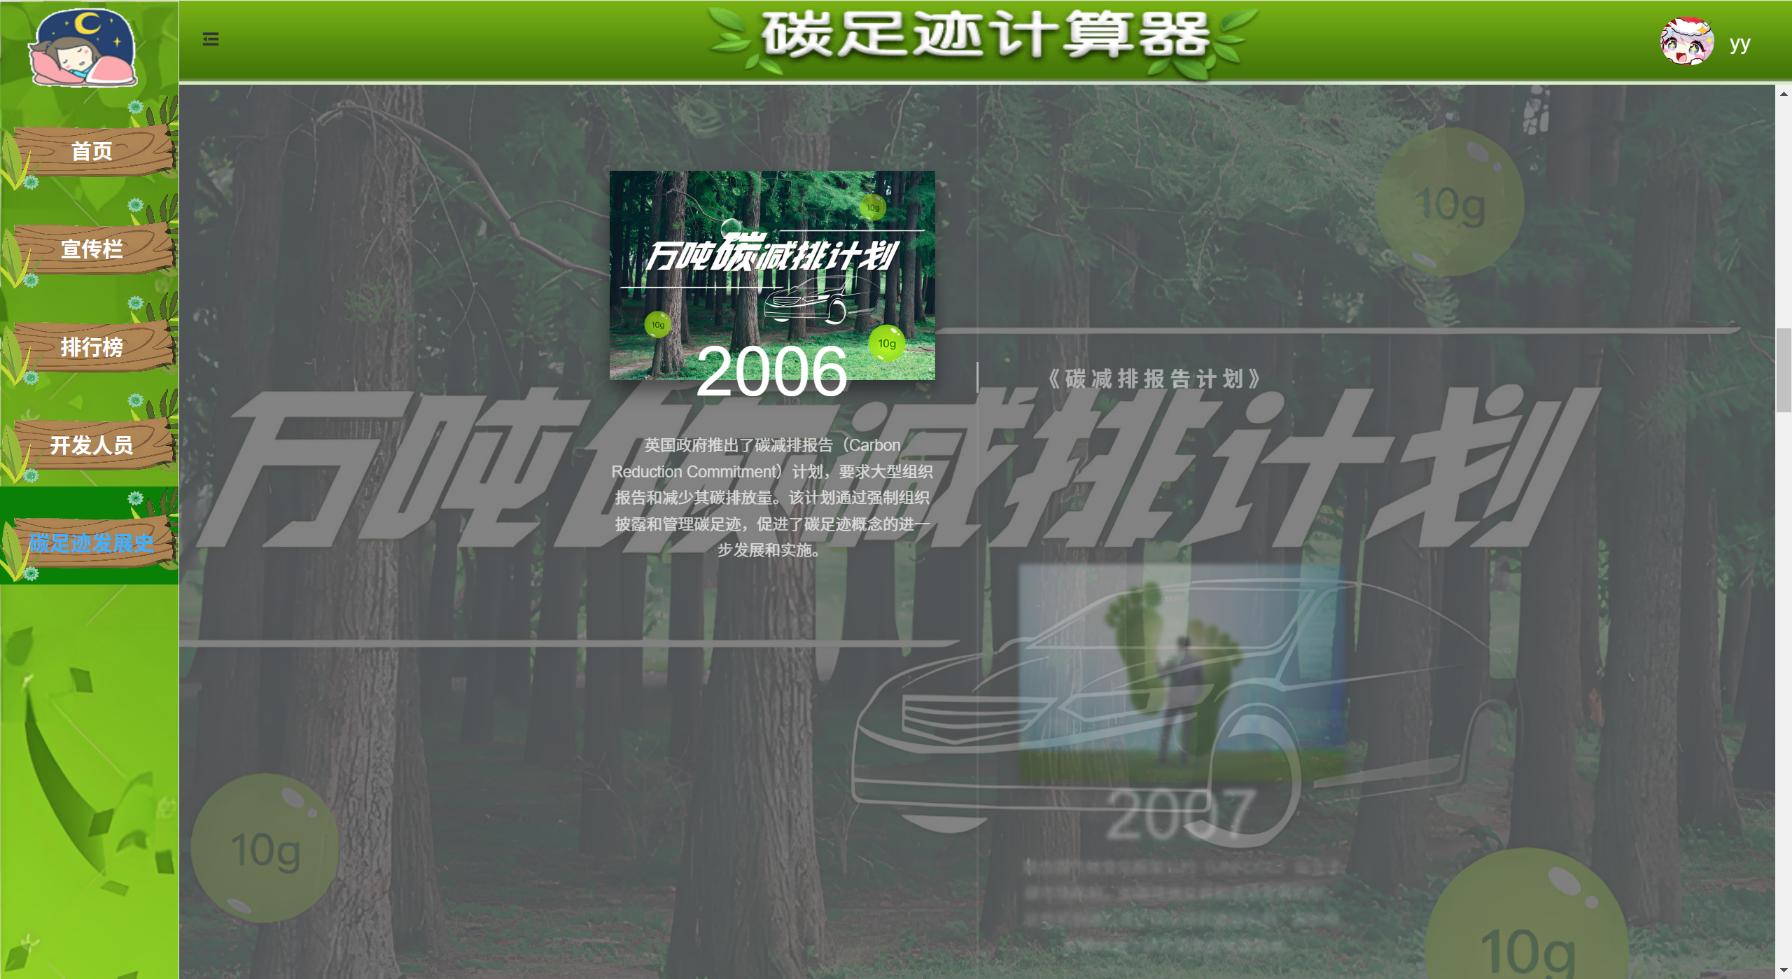 碳足迹计算器
yy
首页
宣传栏
排行榜
开发人员
碳足迹发展史
10g
万吨碳减排计划
10g
10g
2006
《碳减排报告计划》
英国政府推出了碳减排报告（Carbon
Reduction Commitment）计划，要求大型组织
报告和减少其碳排放量。该计划通过强制组织
披露和管理碳足迹，促进了碳足迹概念的进一
步发展和实施。
10g
万吨碳减排计划
2007
10g
10g